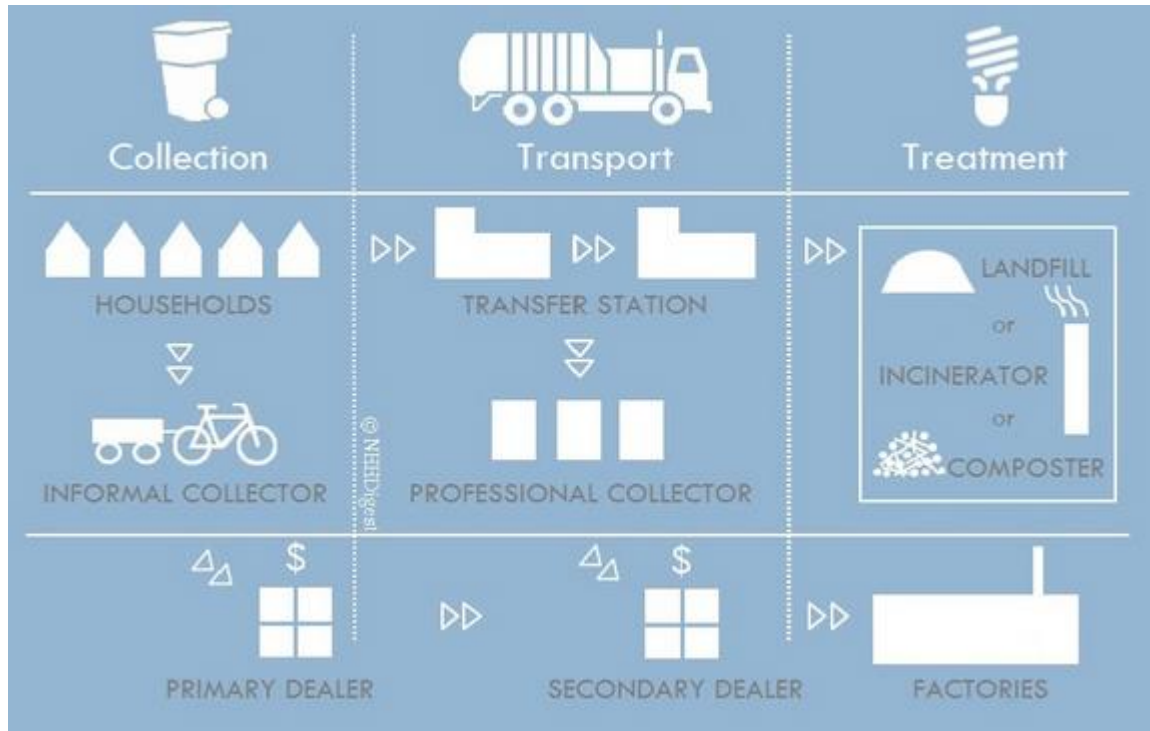 Collection
Transport
Treatment
HOUSEHOLDS
TRANSFER STATION
LANDFILL
or
INCINERATOR
or
COMPOSTER
INFORMAL COLLECTOR
PROFESSIONAL COLLECTOR
© NHEDigest
$
$
PRIMARY DEALER
SECONDARY DEALER
FACTORIES